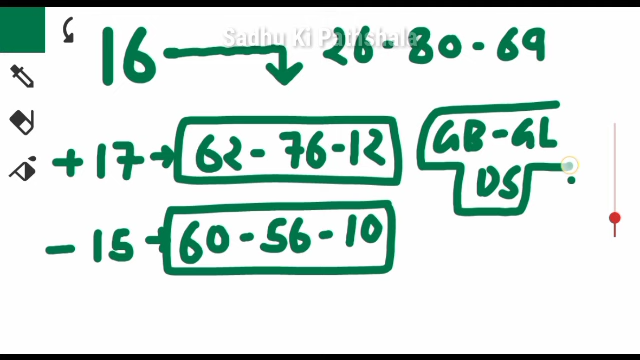 Sadhu Ki Pathshala
16 → 26-80-69
+ 17 → 62-76-12
GB-GL
DS
- 15 → 60-56-10